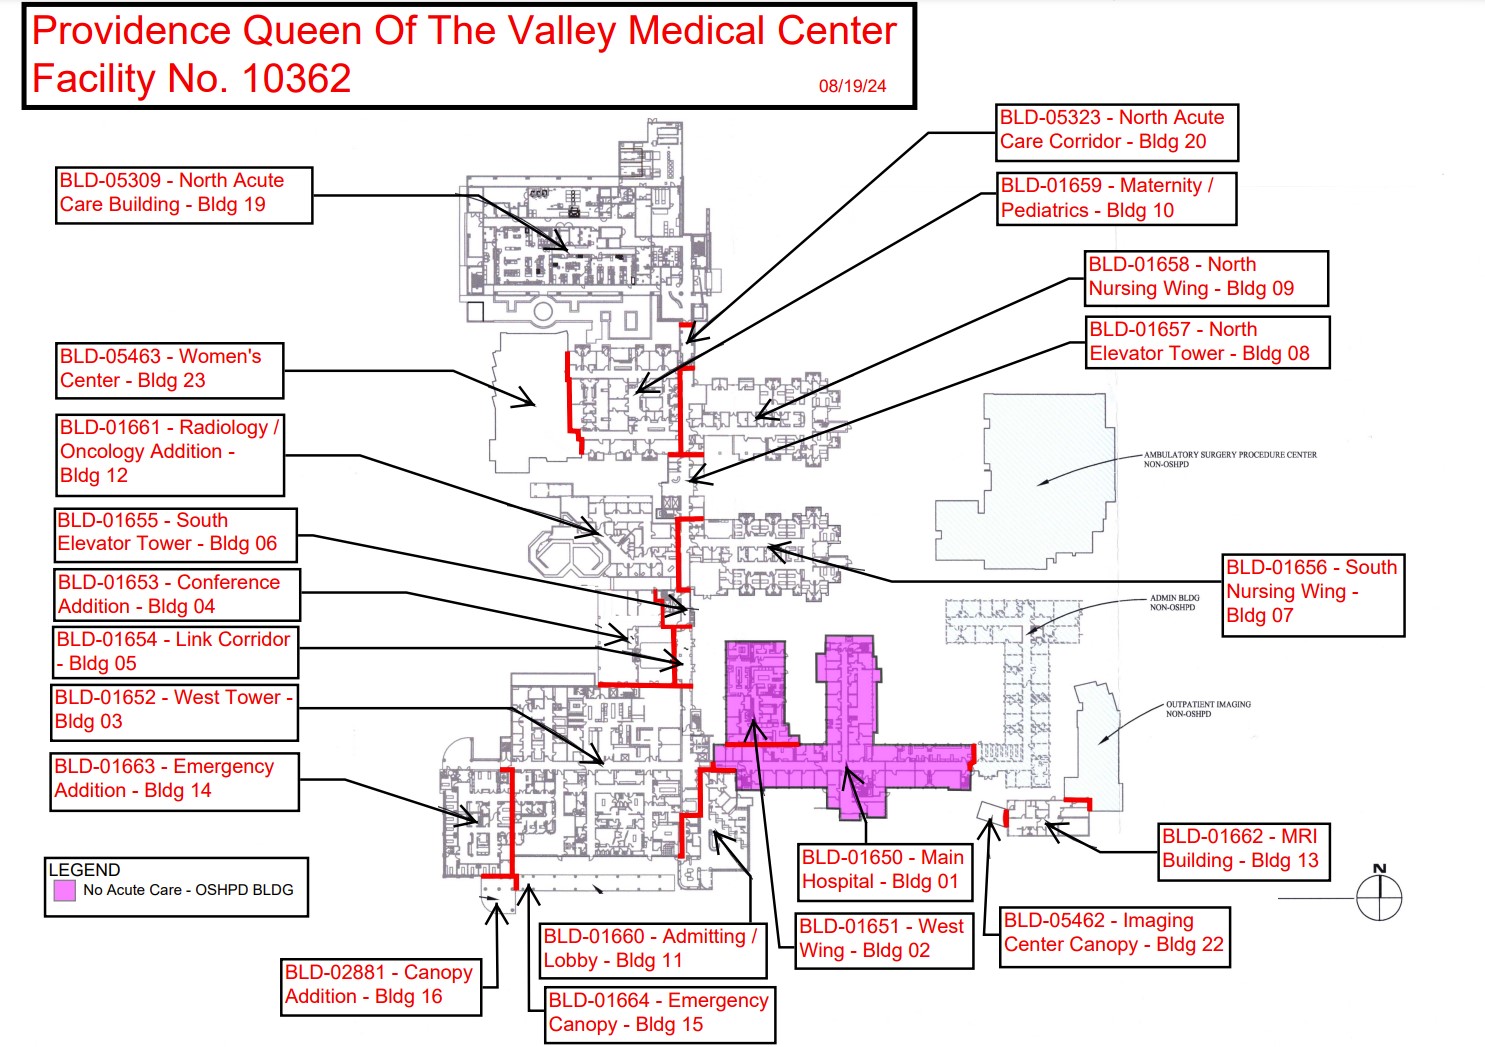 Providence Queen Of The Valley Medical Center
Facility No. 10362
08/19/24
BLD-05323 - North Acute
Care Corridor - Bldg 20
BLD-05309 - North Acute
Care Building - Bldg 19
BLD-01659 - Maternity /
Pediatrics - Bldg 10
BLD-01658 - North
Nursing Wing - Bldg 09
BLD-01657 - North
Elevator Tower - Bldg 08
BLD-05463 - Women's
Center - Bldg 23
BLD-01661 - Radiology /
Oncology Addition -
Bldg 12
AMBULATORY SURGERY PROCEDURE CENTER
NON-OSHPD
BLD-01655 - South
Elevator Tower - Bldg 06
BLD-01656 - South
Nursing Wing -
Bldg 07
BLD-01653 - Conference
Addition - Bldg 04
ADMIN BLDG
NON-OSHPD
BLD-01654 - Link Corridor
- Bldg 05
BLD-01652 - West Tower -
Bldg 03
OUTPATIENT IMAGING
NON-OSHPD
BLD-01663 - Emergency
Addition - Bldg 14
BLD-01662 - MRI
Building - Bldg 13
BLD-01650 - Main
Hospital - Bldg 01
LEGEND
No Acute Care - OSHPD BLDG
N
BLD-01651 - West
Wing - Bldg 02
BLD-05462 - Imaging
Center Canopy - Bldg 22
BLD-01660 - Admitting /
Lobby - Bldg 11
BLD-02881 - Canopy
Addition - Bldg 16
BLD-01664 - Emergency
Canopy - Bldg 15